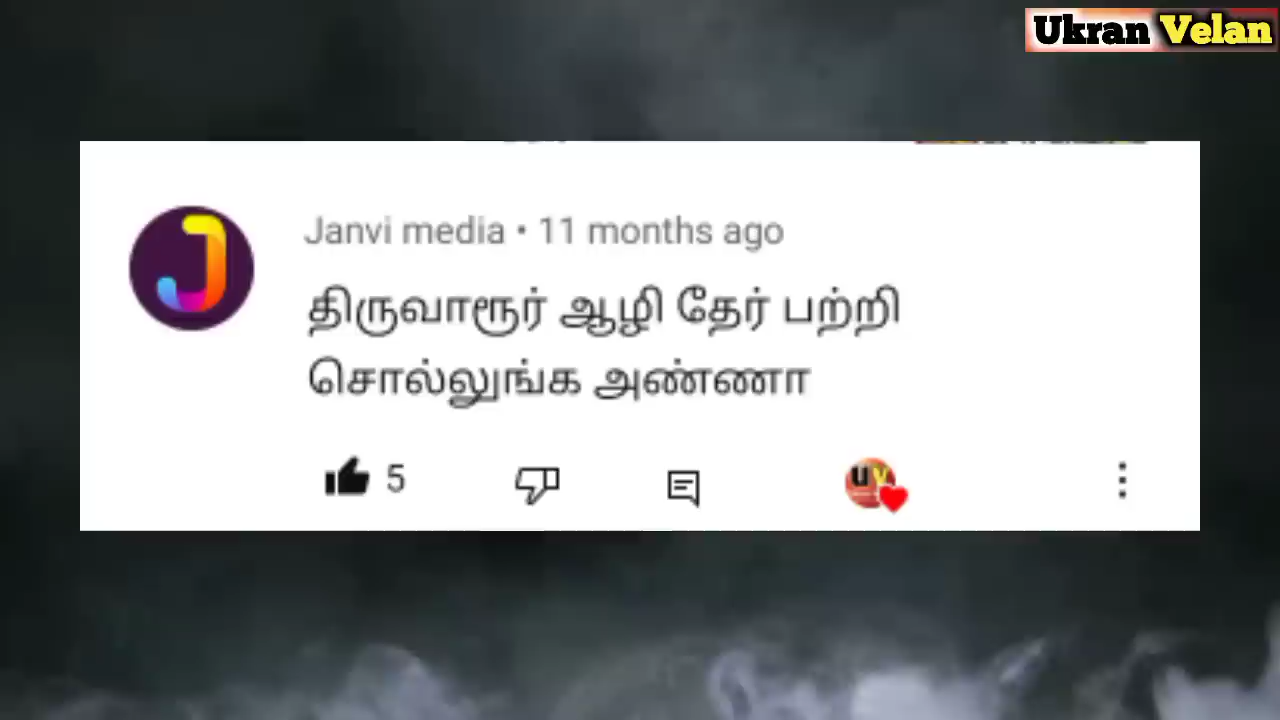 Ukran Velan
Janvi media • 11 months ago
திருவாரூர் ஆழி தேர் பற்றி
சொல்லுங்க அண்ணா
5